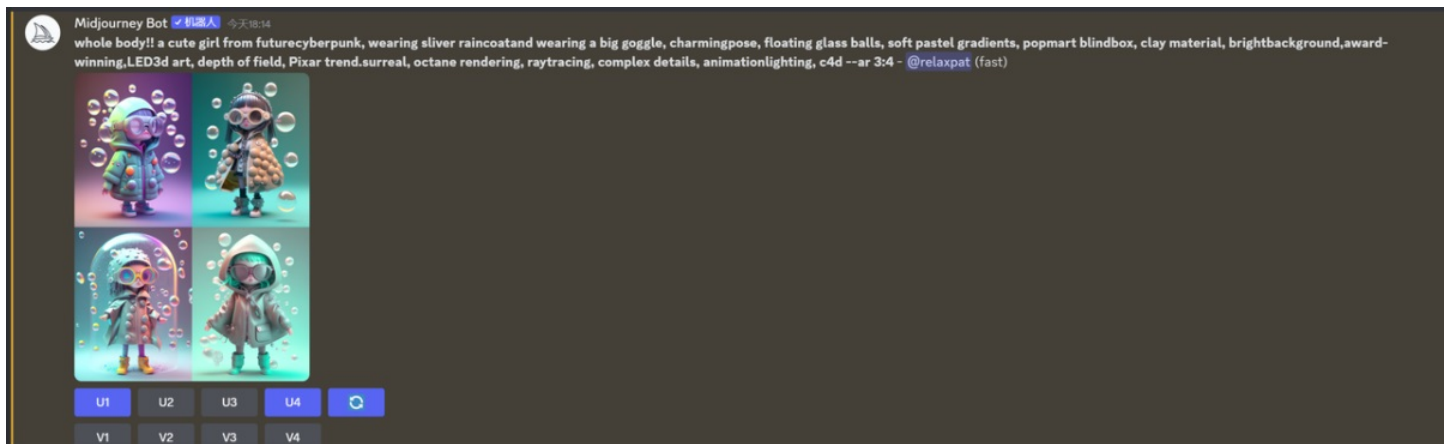 Midjourney Bot ✓机器人 今天18:14
whole body!! a cute girl from futurecyberpunk, wearing sliver raincoatand wearing a big goggle, charmingpose, floating glass balls, soft pastel gradients, popmart blindbox, clay material, brightbackground,award-
winning,LED3d art, depth of field, Pixar trend.surreal, octane rendering, raytracing, complex details, animationlighting, c4d --ar 3:4 - @relaxpat (fast)
U1 U2 U3 U4
V1 V2 V3 V4